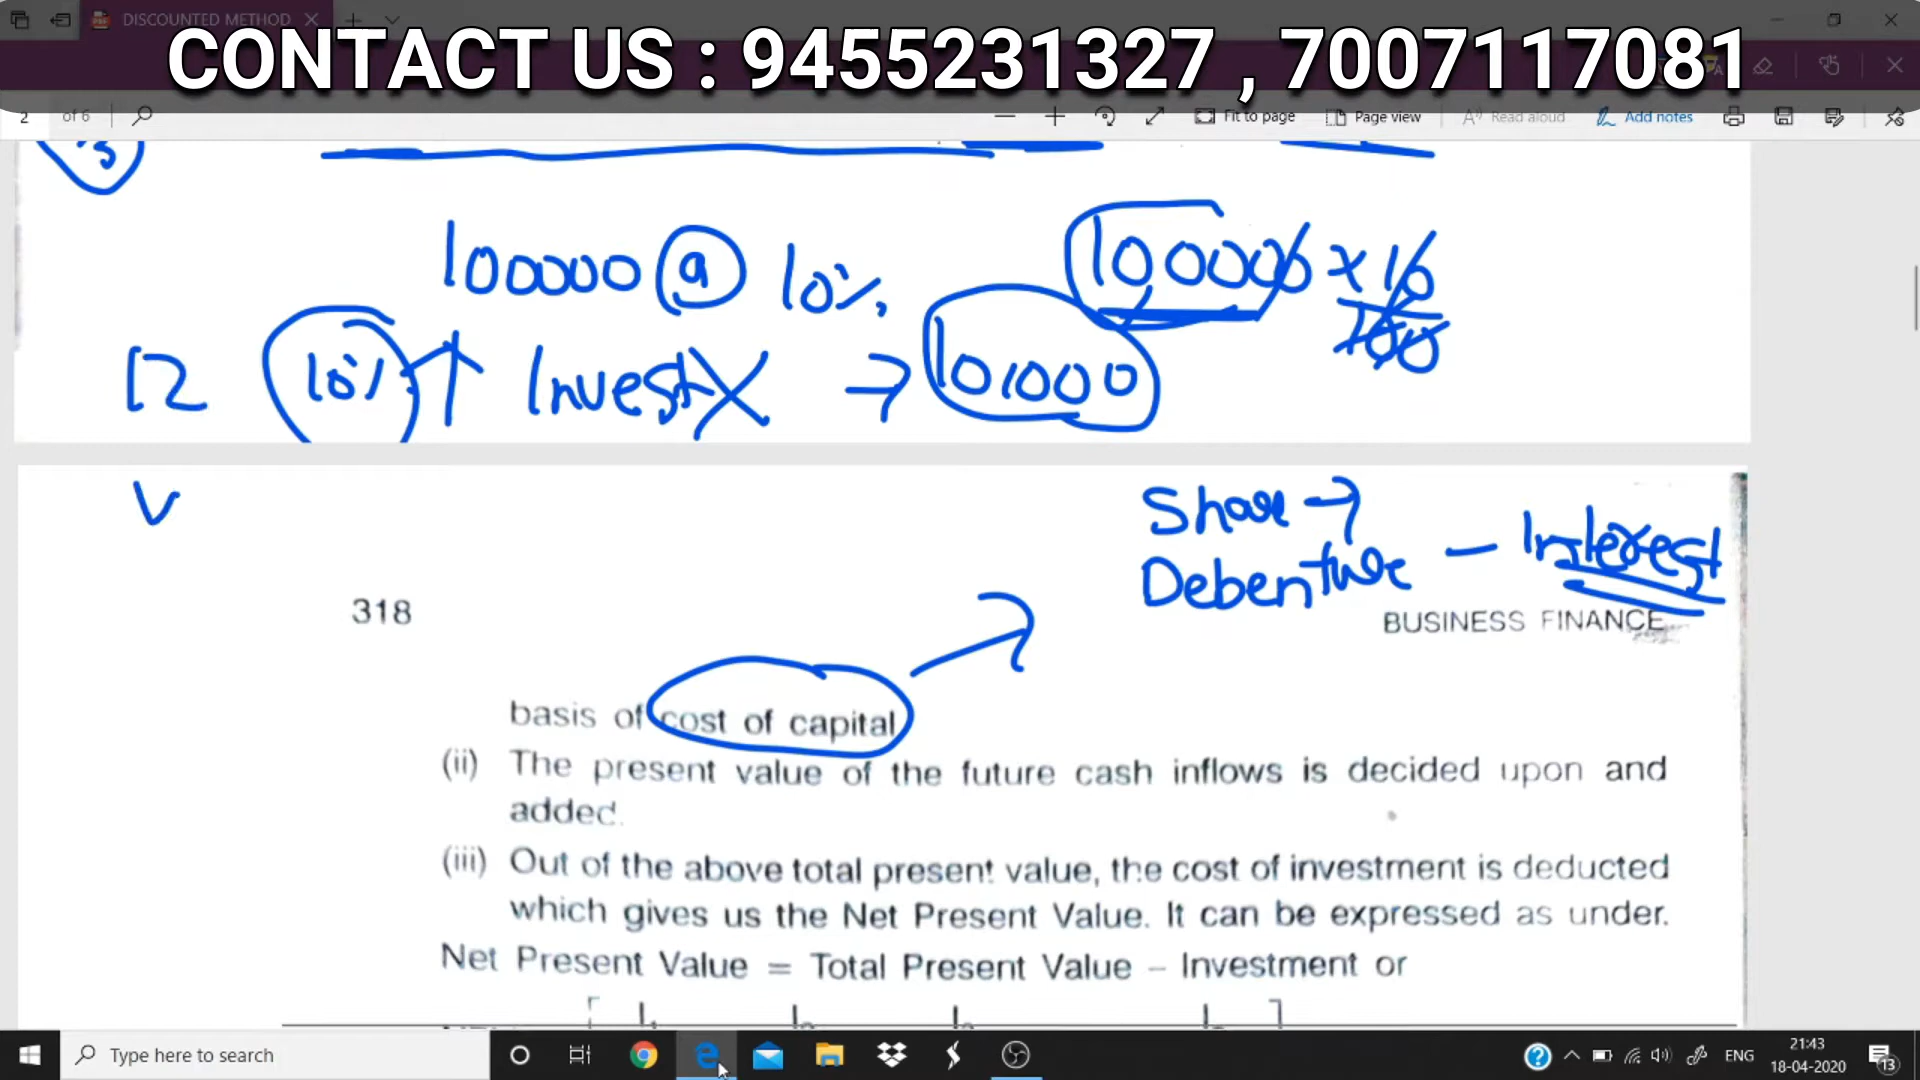 DISCOUNTED METHOD
CONTACT US : 9455231327 , 7007117081
2 of 6 Fit to page Page view Read aloud Add notes
100000 @ 10%
100000 x 10
100
12 10% Invest X → 101000
Share →
Debenture - Interest
318
BUSINESS FINANCE
basis of cost of capital
(ii) The present value of the future cash inflows is decided upon and
added.
(iii) Out of the above total present value, the cost of investment is deducted
which gives us the Net Present Value. It can be expressed as under.
Net Present Value = Total Present Value – Investment or
Type here to search
ENG
21:43
18-04-2020
13